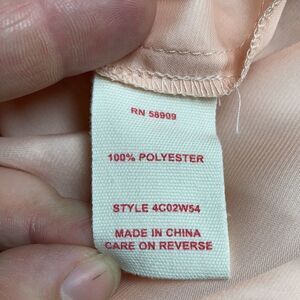 RN 58909
100% POLYESTER
STYLE 4C02W54
MADE IN CHINA
CARE ON REVERSE